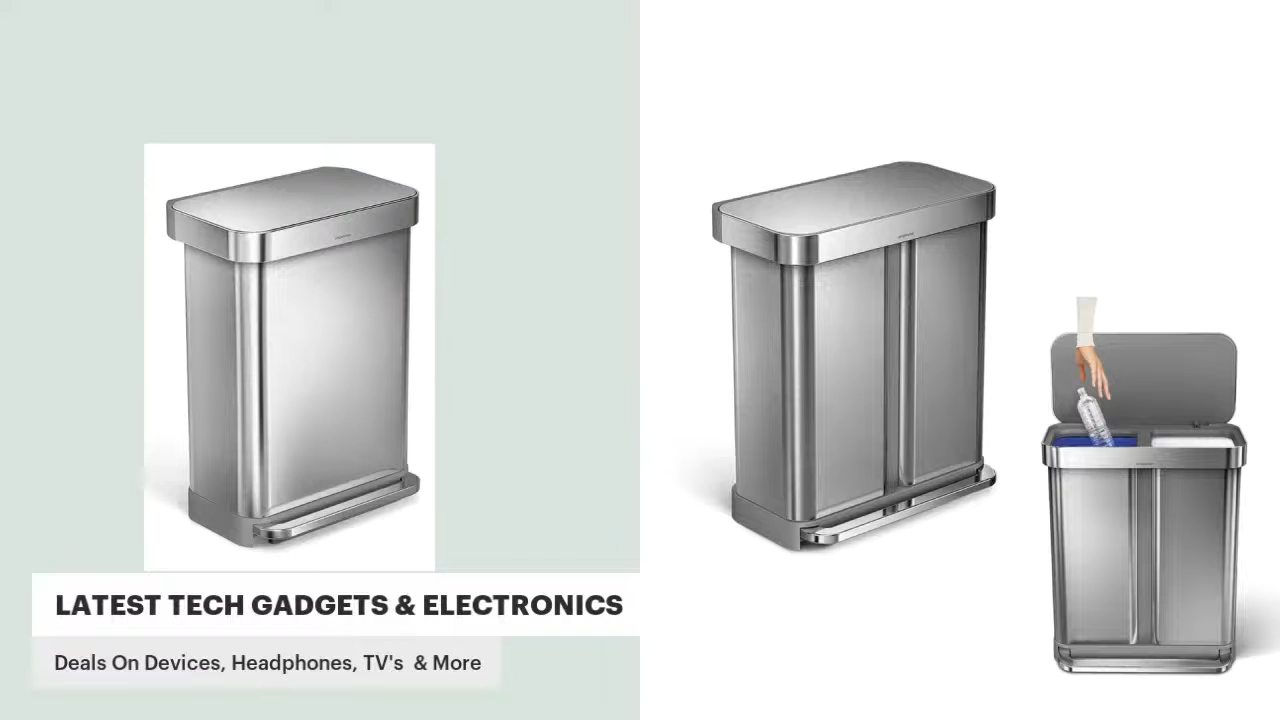 LATEST TECH GADGETS & ELECTRONICS
Deals On Devices, Headphones, TV's & More